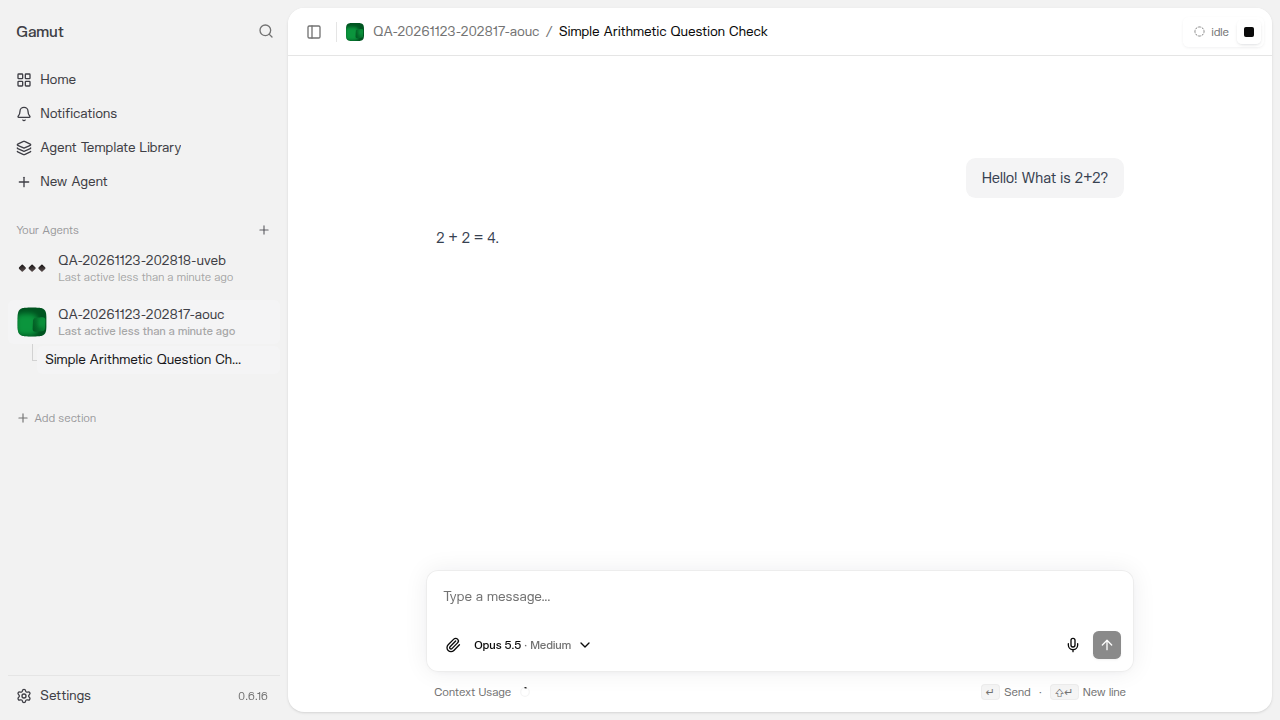 Gamut
Home
Notifications
Agent Template Library
New Agent
Your Agents
QA-20261123-202818-uveb
Last active less than a minute ago
QA-20261123-202817-aouc
Last active less than a minute ago
Simple Arithmetic Question Ch...
Add section
Settings
0.6.16
QA-20261123-202817-aouc / Simple Arithmetic Question Check
idle
Hello! What is 2+2?
2 + 2 = 4.
Type a message...
Opus 5.5 · Medium
Context Usage
↵ Send · ⇧↵ New line